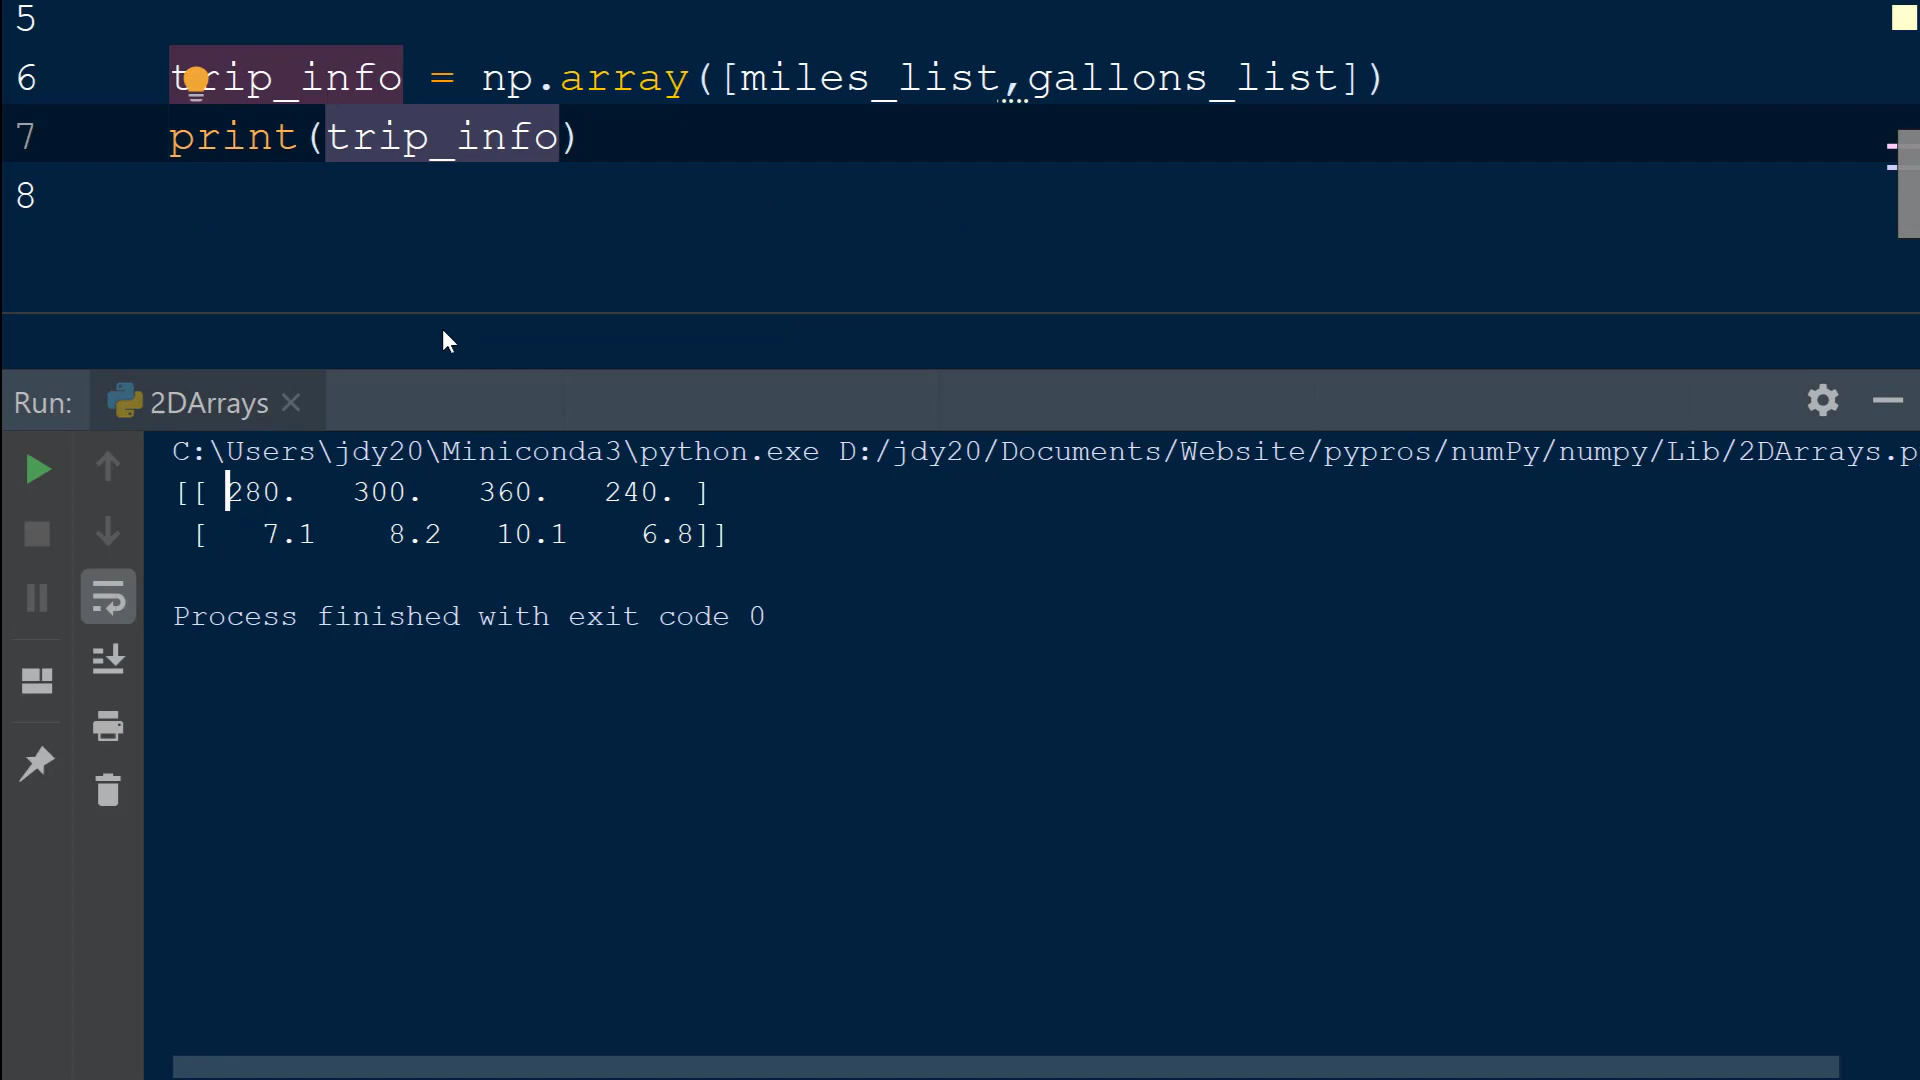 5
6 trip_info = np.array([miles_list,gallons_list])
7 print(trip_info)
8
Run: 2DArrays
C:\Users\jdy20\Miniconda3\python.exe D:/jdy20/Documents/Website/pypros/numPy/numpy/Lib/2DArrays.p
[[ 280.   300.   360.   240. ]
 [   7.1    8.2   10.1    6.8]]
Process finished with exit code 0